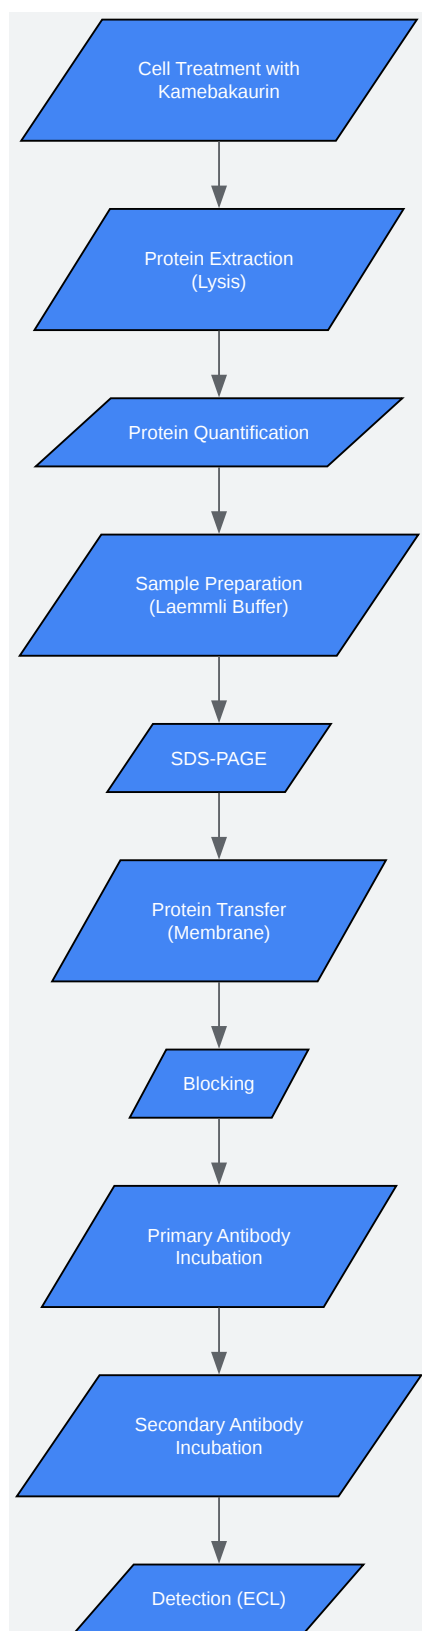 Cell Treatment with
Kamebakaurin
Protein Extraction
(Lysis)
Protein Quantification
Sample Preparation
(Laemmli Buffer)
SDS-PAGE
Protein Transfer
(Membrane)
Blocking
Primary Antibody
Incubation
Secondary Antibody
Incubation
Detection (ECL)